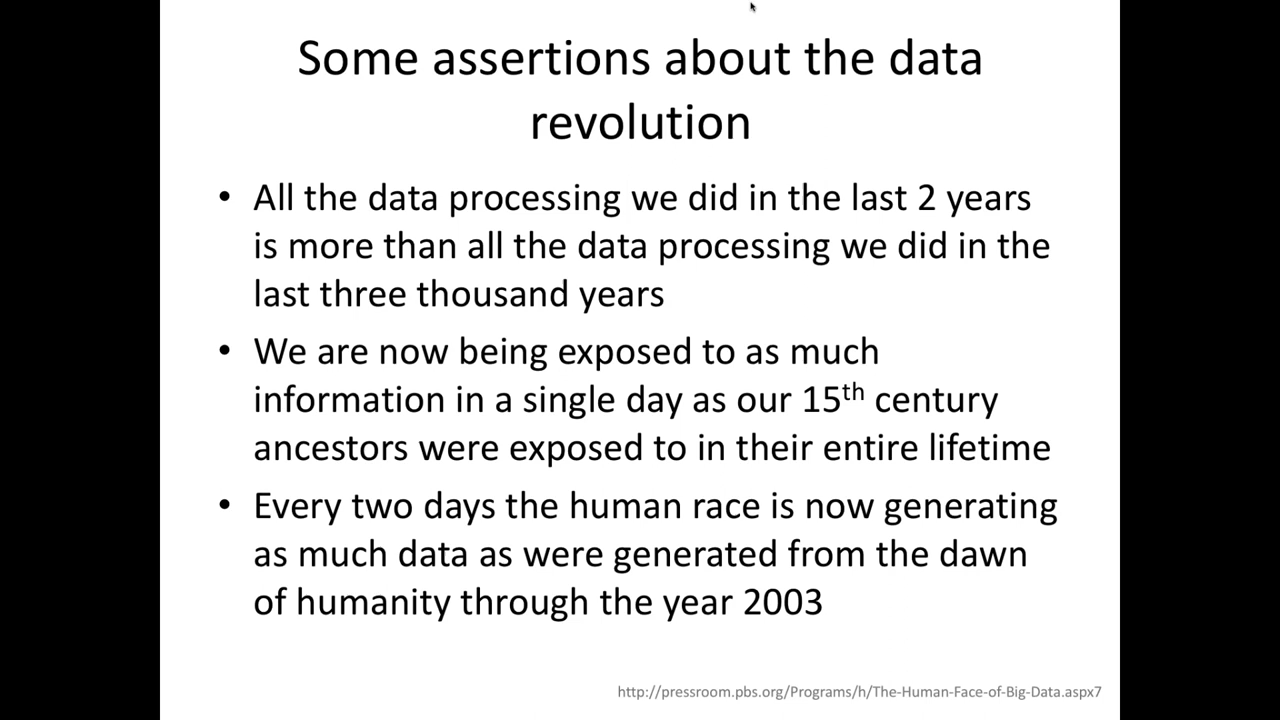 Some assertions about the data
revolution
• All the data processing we did in the last 2 years
is more than all the data processing we did in the
last three thousand years
• We are now being exposed to as much
information in a single day as our 15th century
ancestors were exposed to in their entire lifetime
• Every two days the human race is now generating
as much data as were generated from the dawn
of humanity through the year 2003
http://pressroom.pbs.org/Programs/h/The-Human-Face-of-Big-Data.aspx7